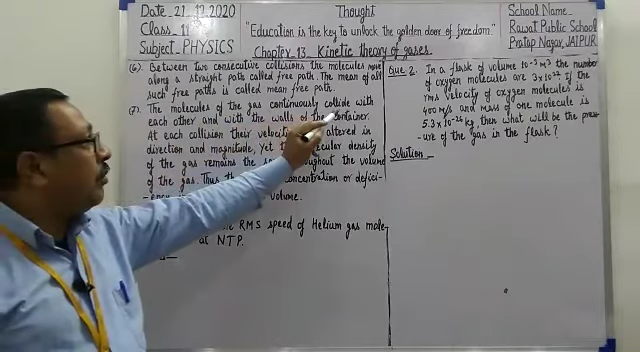 Date 21.12.2020
Class 11
Subject PHYSICS
Thought
"Education is the key to unlock the golden door of freedom."
Chapter 13 Kinetic theory of gases.
School Name
Rawat Public School
Pratap Nagar, JAIPUR
(6) Between two consecutive collisions the molecules move
along a straight path called free path. The mean of all
such free paths is called mean free path.
(7) The molecules of the gas continuously collide with
each other and with the walls of the container.
At each collision their altered in
direction and magnitude, yet density
of the gas remains the volume
of the gas. Thus concentration or defici-
volume.
RMS speed of Helium gas mole-
at NTP.
Que 2. In a flask of volume 10⁻³ m³ the number
of oxygen molecules are 3×10²² if the
rms velocity of oxygen molecules is
400 m/s and mass of one molecule is
5.3×10⁻²⁶ kg then what will be the press-
-ure of the gas in the flask?
Solution_